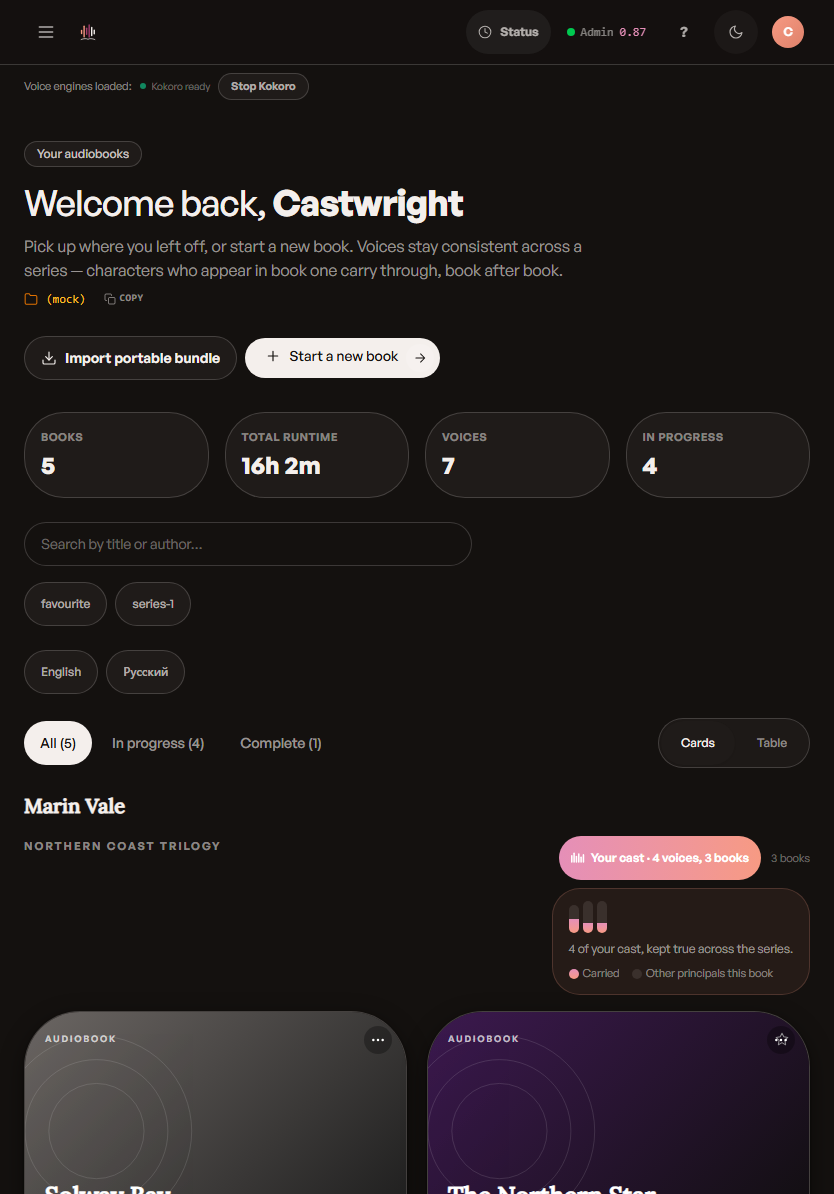 Status
Admin 0.87
?
C
Voice engines loaded: Kokoro ready Stop Kokoro
Your audiobooks
Welcome back, Castwright
Pick up where you left off, or start a new book. Voices stay consistent across a
series — characters who appear in book one carry through, book after book.
(mock) COPY
Import portable bundle
Start a new book
BOOKS
5
TOTAL RUNTIME
16h 2m
VOICES
7
IN PROGRESS
4
Search by title or author...
favourite series-1
English Русский
All (5) In progress (4) Complete (1)
Cards Table
Marin Vale
NORTHERN COAST TRILOGY
Your cast · 4 voices, 3 books
3 books
4 of your cast, kept true across the series.
Carried Other principals this book
AUDIOBOOK
Solway Bay
AUDIOBOOK
The Northern Star